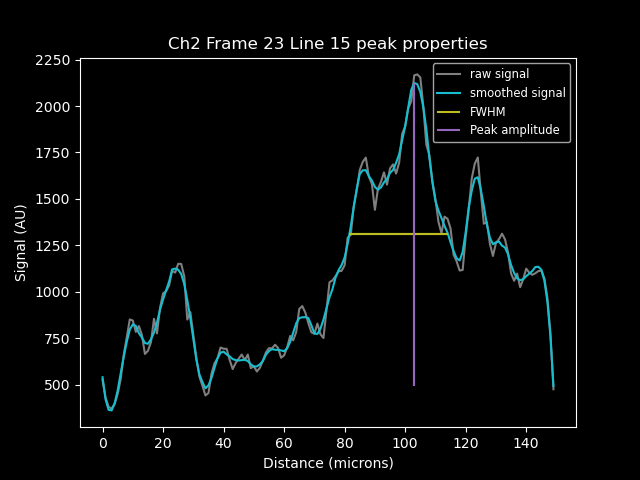 Ch2 Frame 23 Line 15 peak properties
2250
2000
1750
1500
1250
1000
750
500
Signal (AU)
raw signal
smoothed signal
FWHM
Peak amplitude
0 20 40 60 80 100 120 140
Distance (microns)